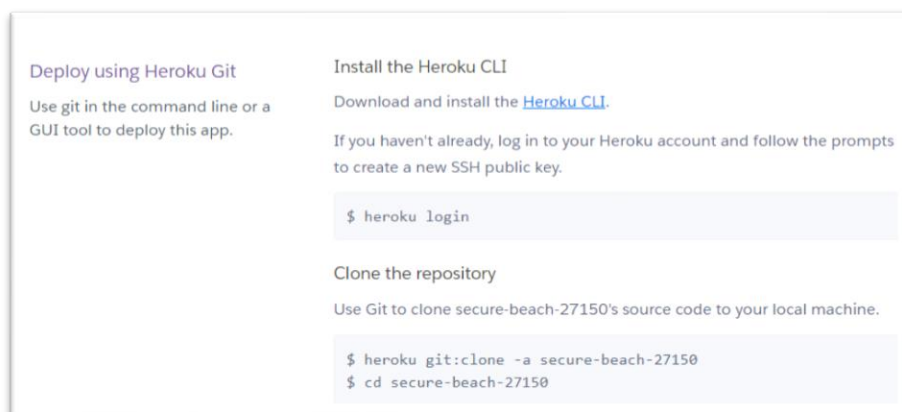 Deploy using Heroku Git
Use git in the command line or a
GUI tool to deploy this app.
Install the Heroku CLI
Download and install the Heroku CLI.
If you haven't already, log in to your Heroku account and follow the prompts
to create a new SSH public key.
$ heroku login
Clone the repository
Use Git to clone secure-beach-27150's source code to your local machine.
$ heroku git:clone -a secure-beach-27150
$ cd secure-beach-27150